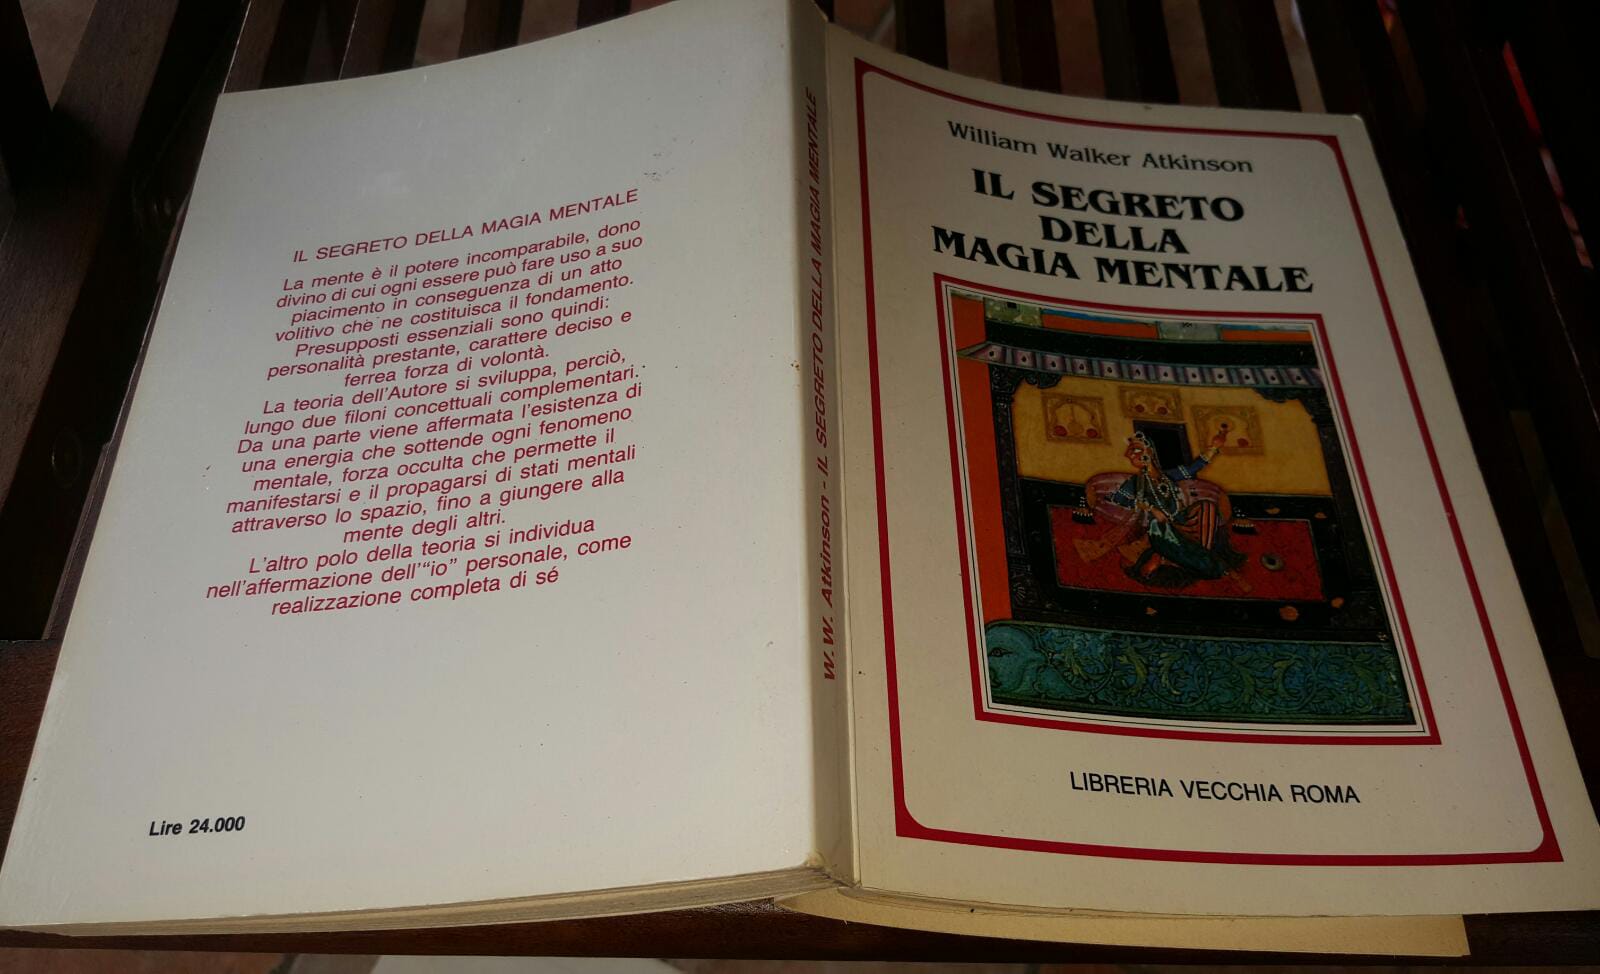 IL SEGRETO DELLA MAGIA MENTALE
La mente è il potere incomparabile, dono
divino di cui ogni essere può fare uso a suo
piacimento in conseguenza di un atto
volitivo che ne costituisca il fondamento.
Presupposti essenziali sono quindi:
personalità prestante, carattere deciso e
ferrea forza di volontà.
La teoria dell'Autore si sviluppa, perciò,
lungo due filoni concettuali complementari.
Da una parte viene affermata l'esistenza di
una energia che sottende ogni fenomeno
mentale, forza occulta che permette il
manifestarsi e il propagarsi di stati mentali
attraverso lo spazio, fino a giungere alla
mente degli altri.
L'altro polo della teoria si individua
nell'affermazione dell'“io” personale, come
realizzazione completa di sé
Lire 24.000
W.W. Atkinson - IL SEGRETO DELLA MAGIA MENTALE
William Walker Atkinson
IL SEGRETO
DELLA
MAGIA MENTALE
LIBRERIA VECCHIA ROMA